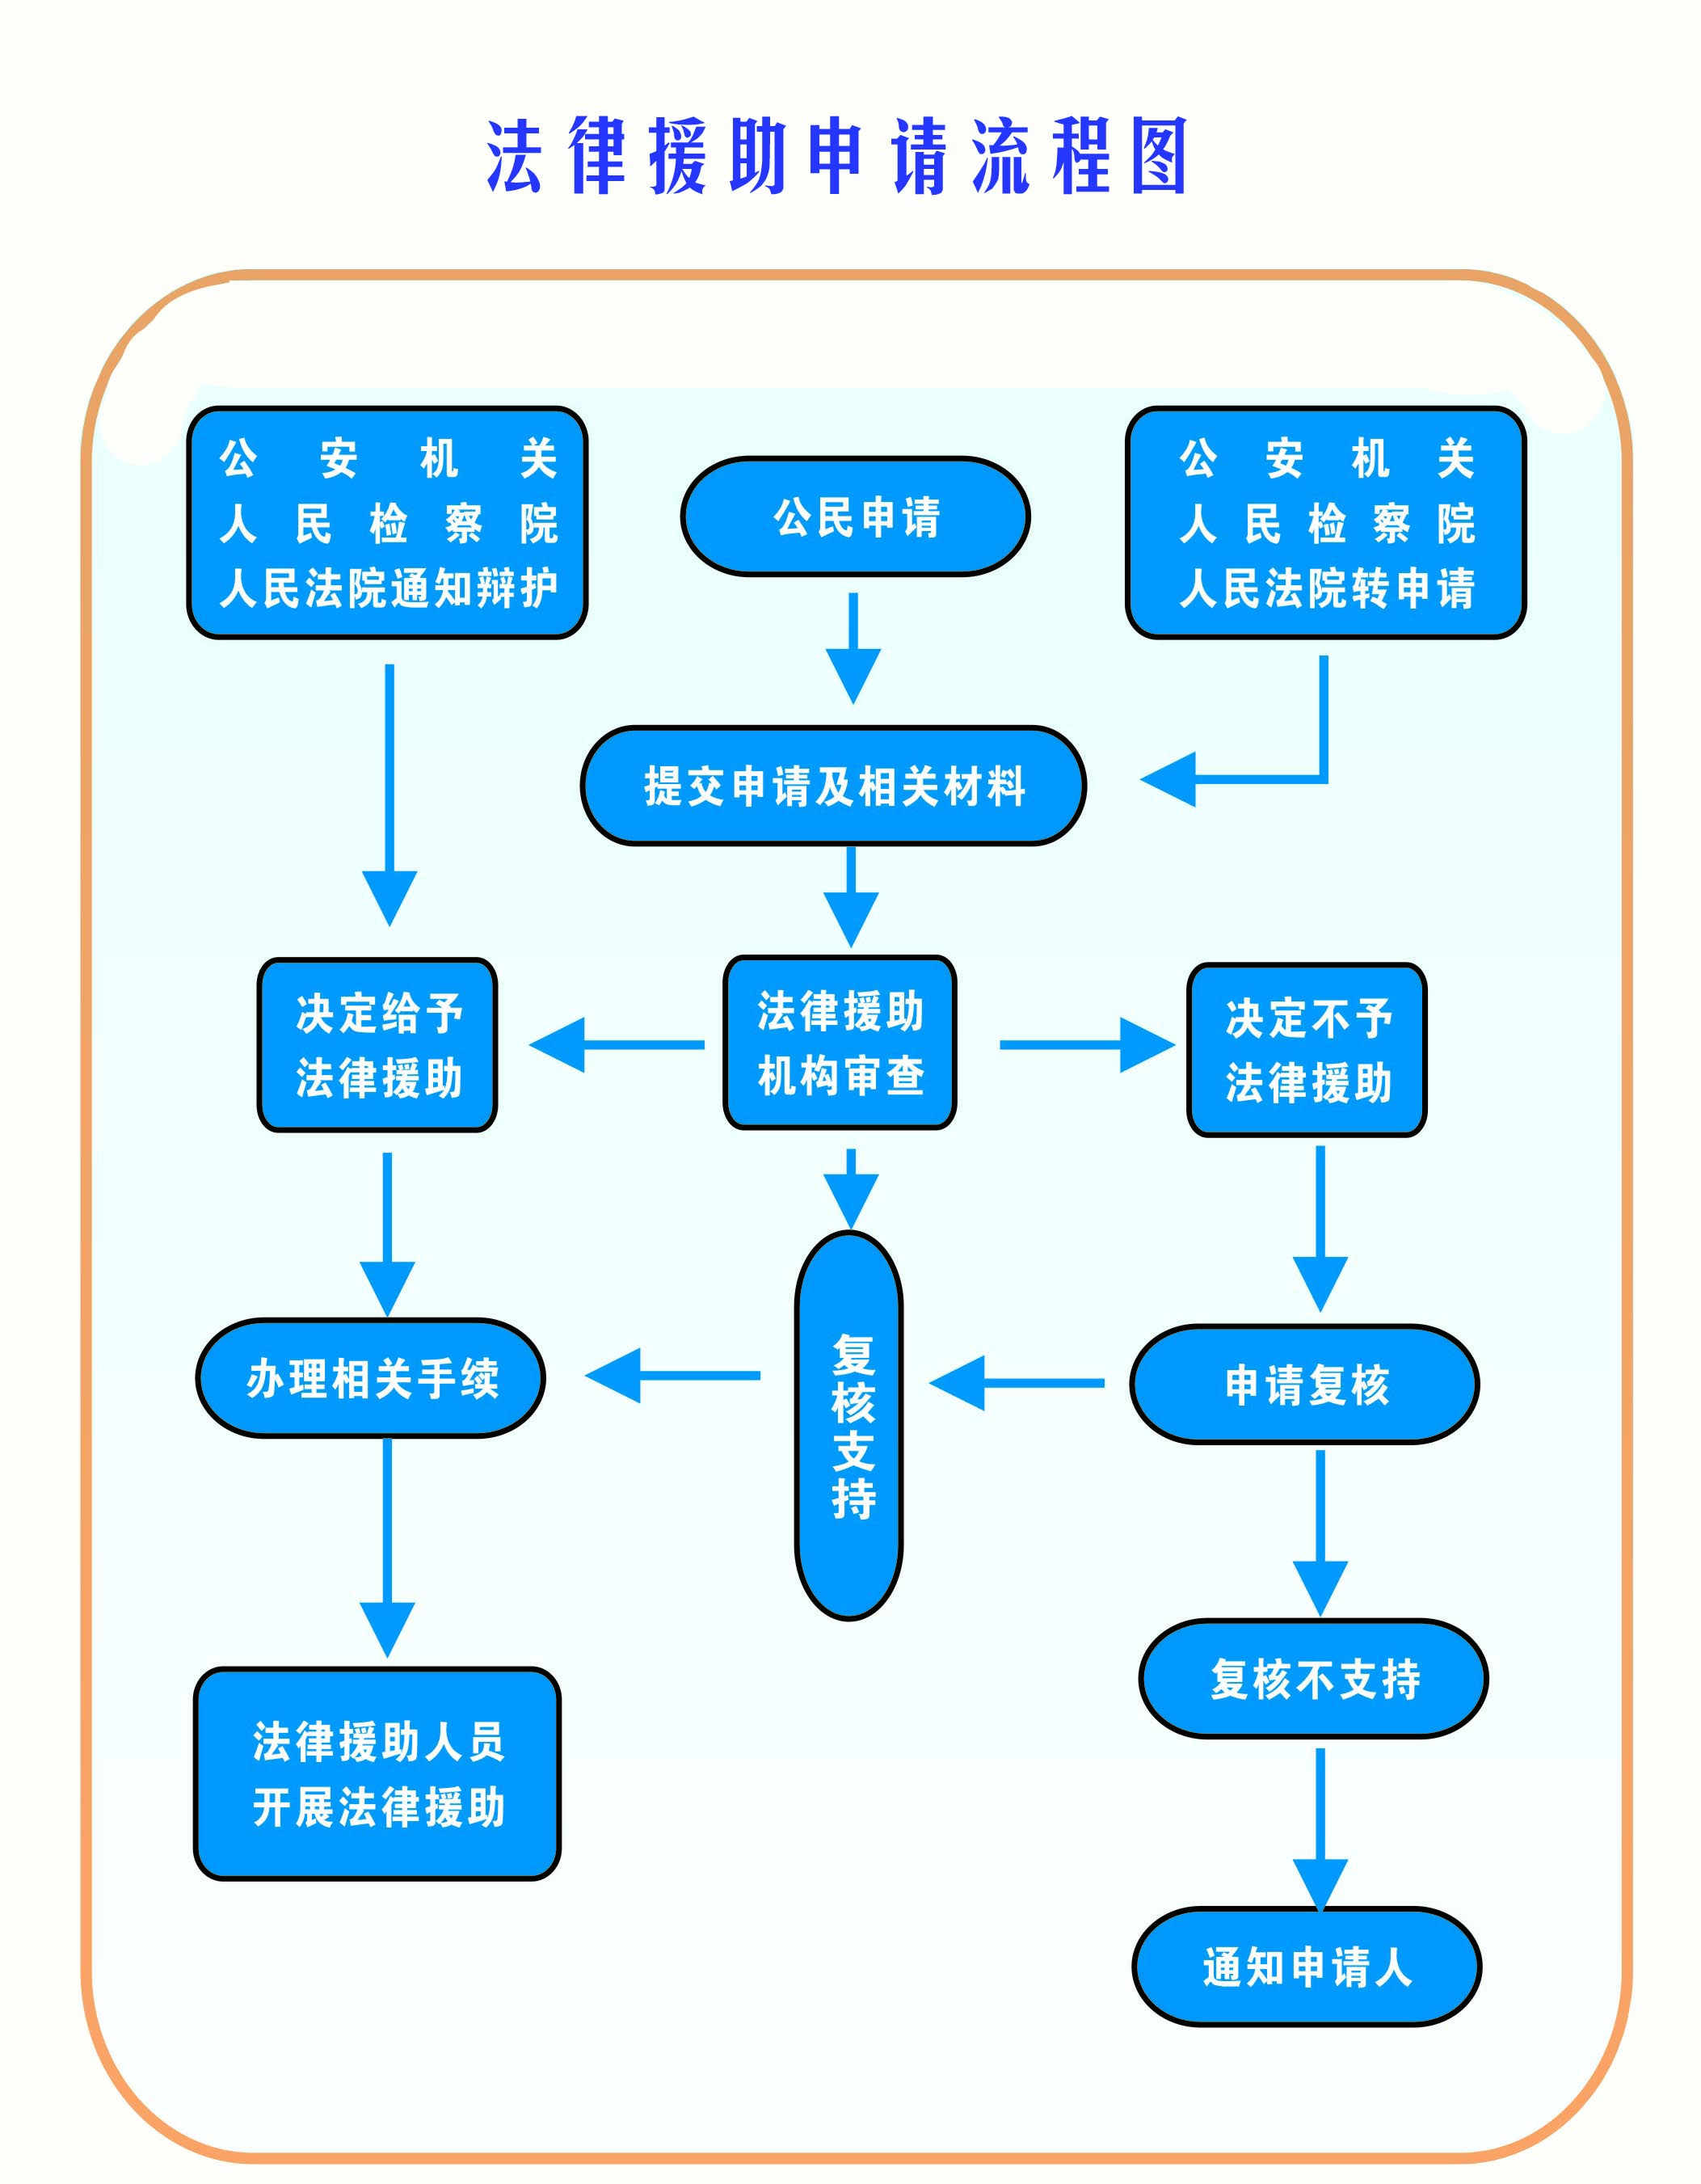 法律援助申请流程图
公安机关
人民检察院
人民法院通知辩护
公民申请
公安机关
人民检察院
人民法院转申请
提交申请及相关材料
决定给予
法律援助
法律援助
机构审查
决定不予
法律援助
办理相关手续
复核支持
申请复核
复核不支持
法律援助人员
开展法律援助
通知申请人